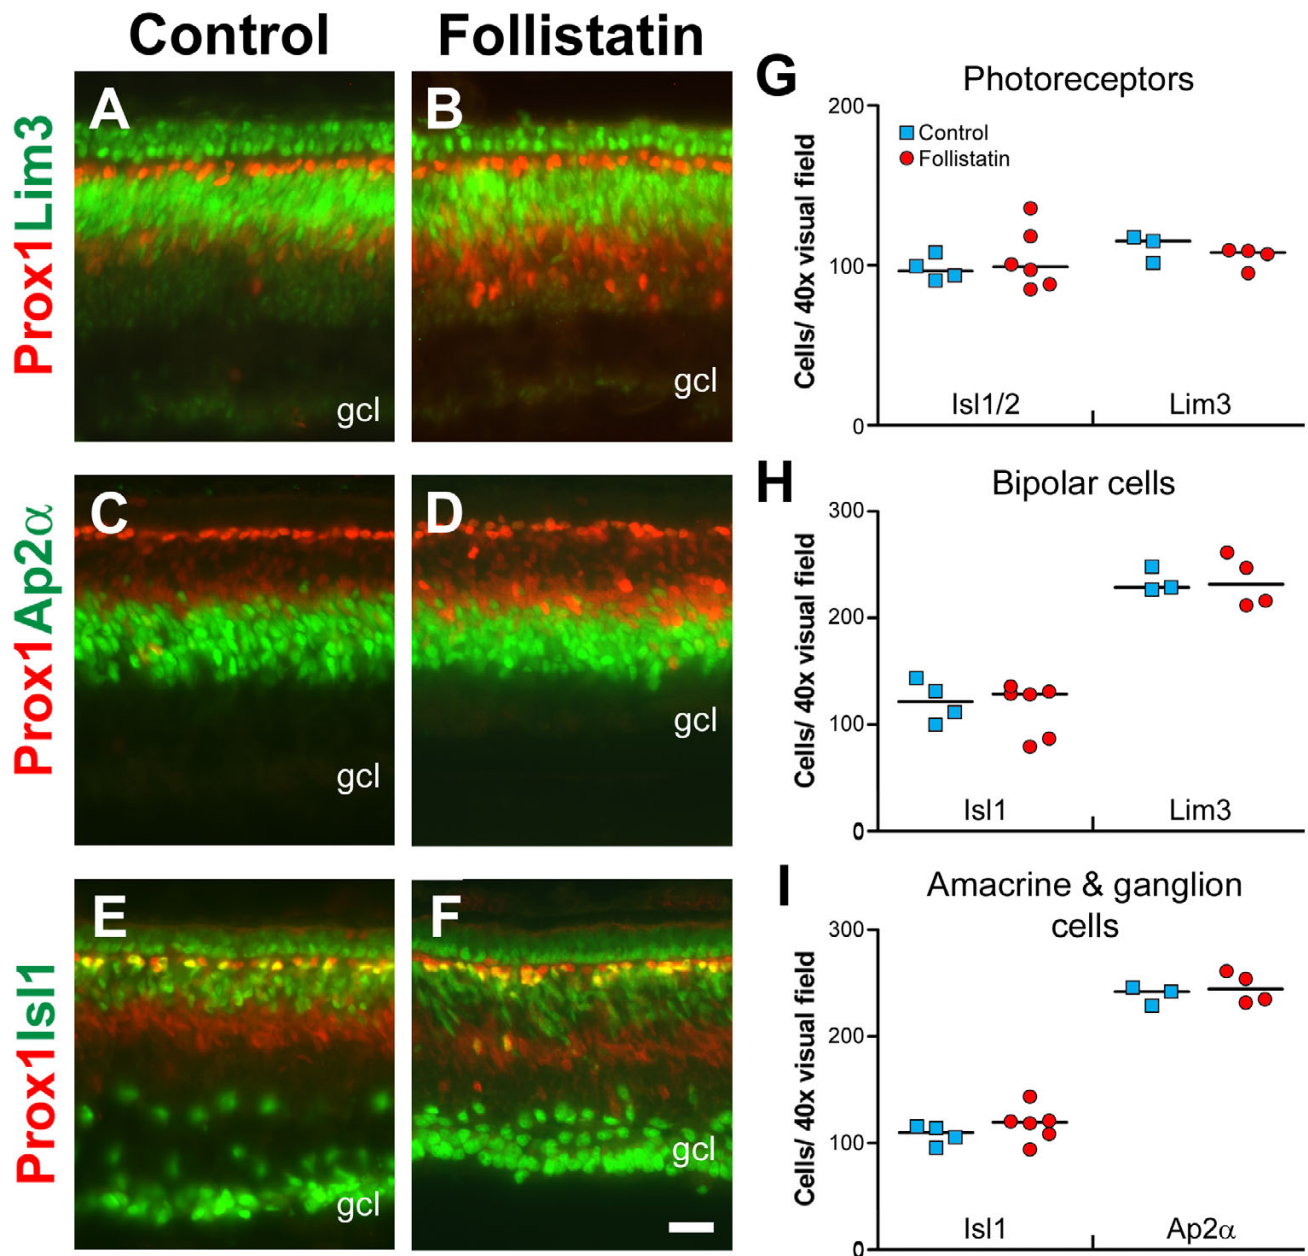 Control
Follistatin
Prox1Lim3
A
gcl
B
gcl
Prox1Ap2α
C
gcl
D
gcl
Prox1Isl1
E
gcl
F
gcl
G
Photoreceptors
Cells/ 40x visual field
200
100
0
Control
Follistatin
Isl1/2
Lim3
H
Bipolar cells
Cells/ 40x visual field
300
200
100
0
Isl1
Lim3
I
Amacrine & ganglion
cells
Cells/ 40x visual field
300
200
100
0
Isl1
Ap2α